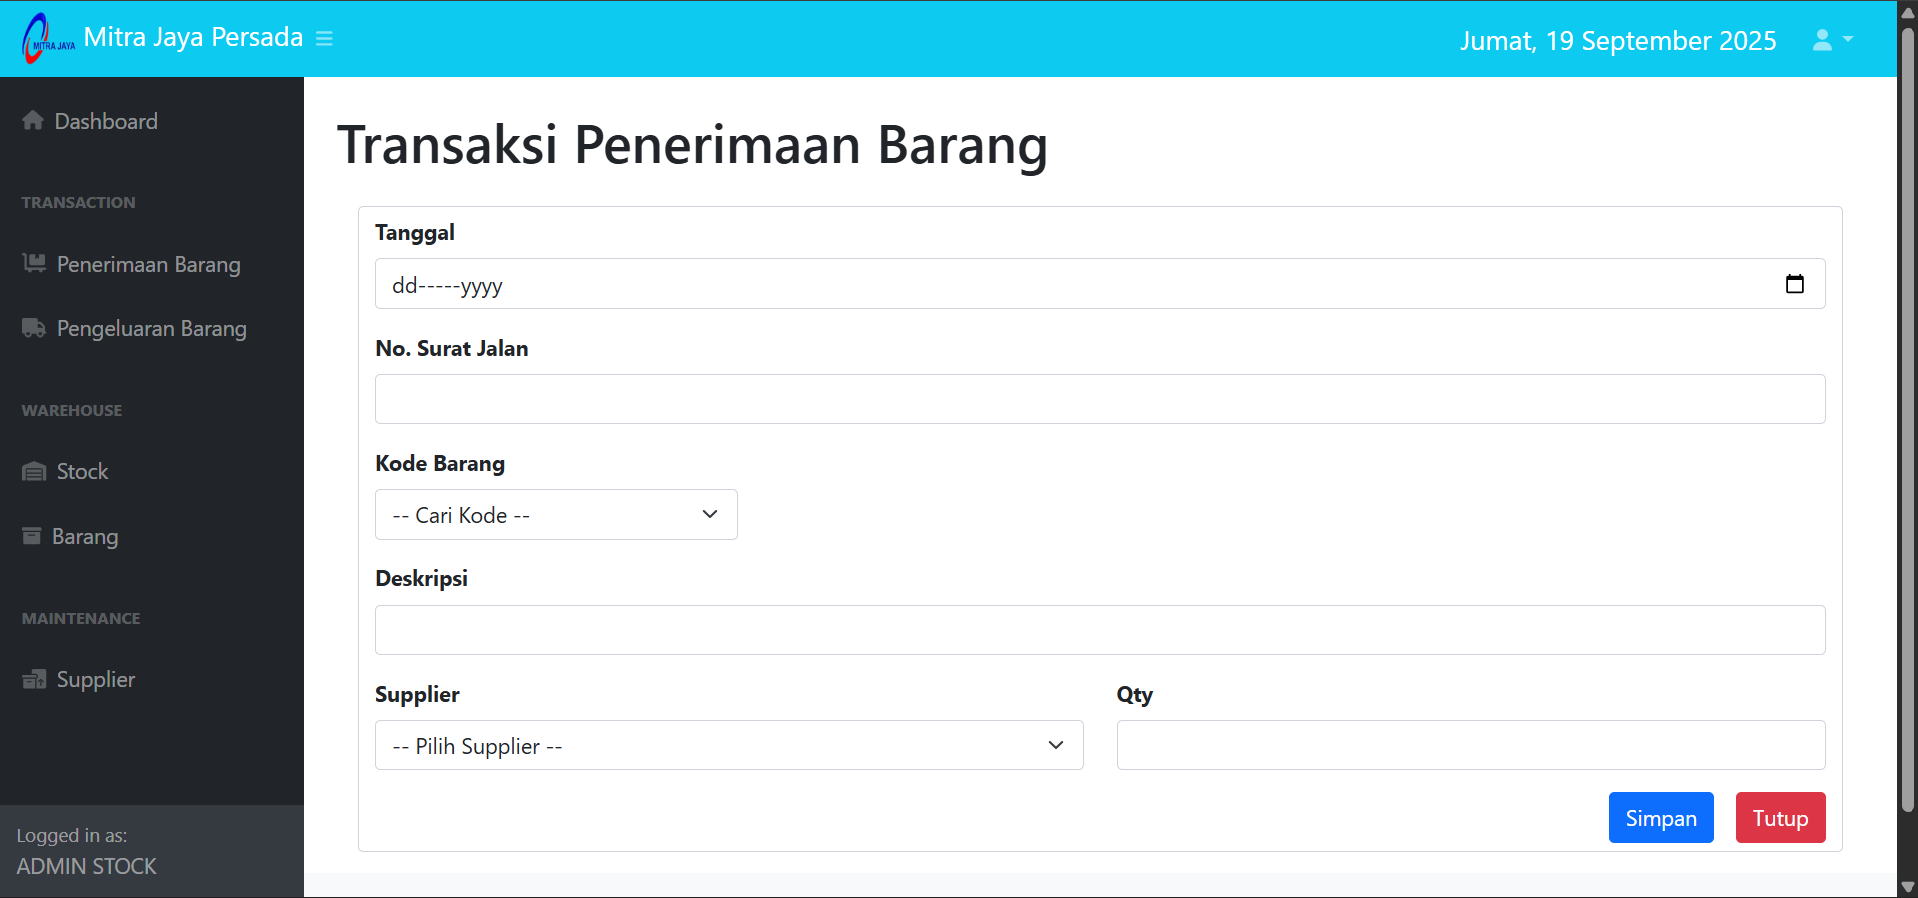 MITRA JAYA
Mitra Jaya Persada
Jumat, 19 September 2025
Dashboard
TRANSACTION
Penerimaan Barang
Pengeluaran Barang
WAREHOUSE
Stock
Barang
MAINTENANCE
Supplier
Logged in as:
ADMIN STOCK
Transaksi Penerimaan Barang
Tanggal
dd-----yyyy
No. Surat Jalan
Kode Barang
-- Cari Kode --
Deskripsi
Supplier
-- Pilih Supplier --
Qty
Simpan
Tutup